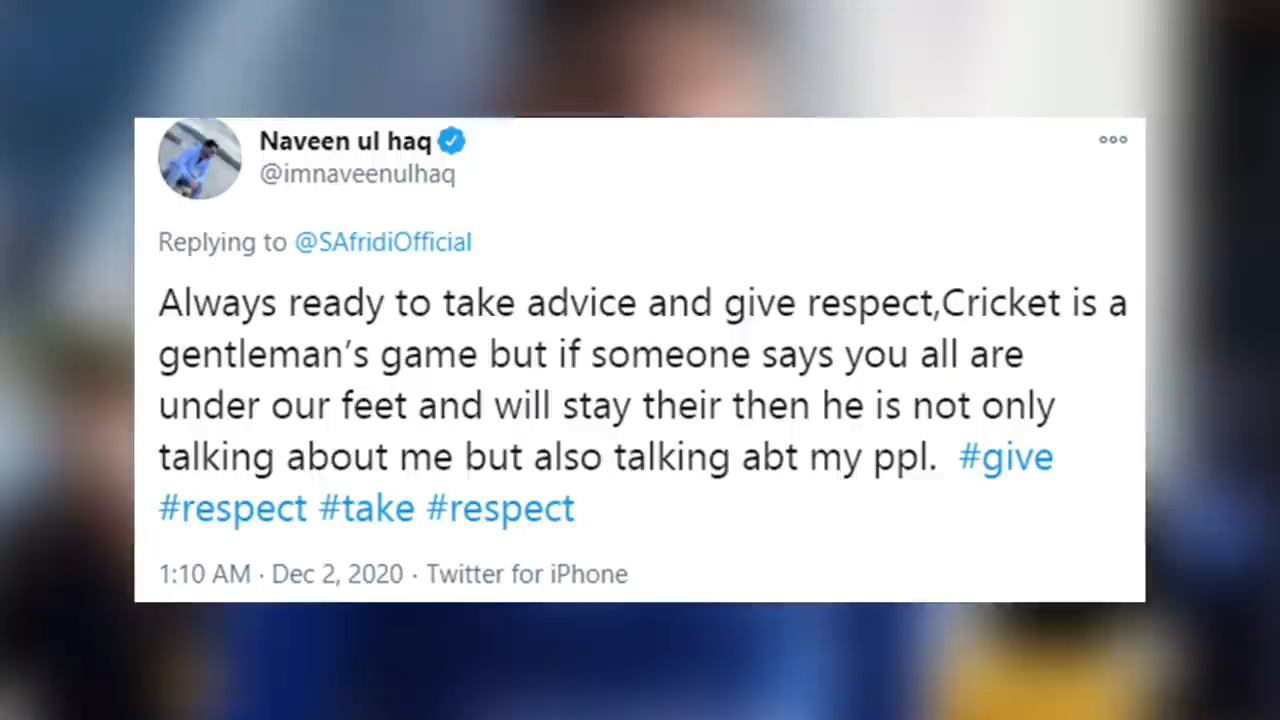 Naveen ul haq
@imnaveenulhaq
Replying to @SAfridiOfficial
Always ready to take advice and give respect,Cricket is a
gentleman’s game but if someone says you all are
under our feet and will stay their then he is not only
talking about me but also talking abt my ppl. #give
#respect #take #respect
1:10 AM · Dec 2, 2020 · Twitter for iPhone